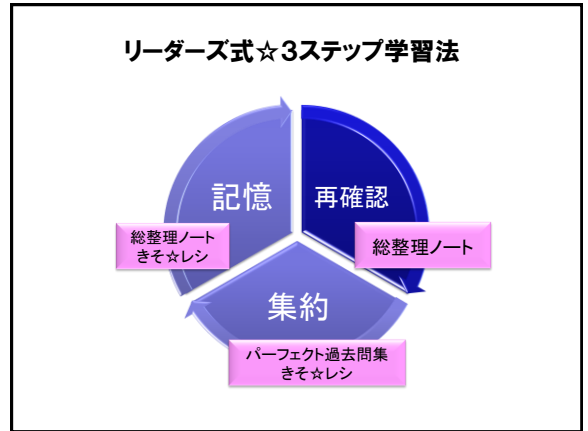 リーダーズ式☆3ステップ学習法
記憶
再確認
総整理ノート
きそ☆レシ
総整理ノート
集約
パーフェクト過去問集
きそ☆レシ